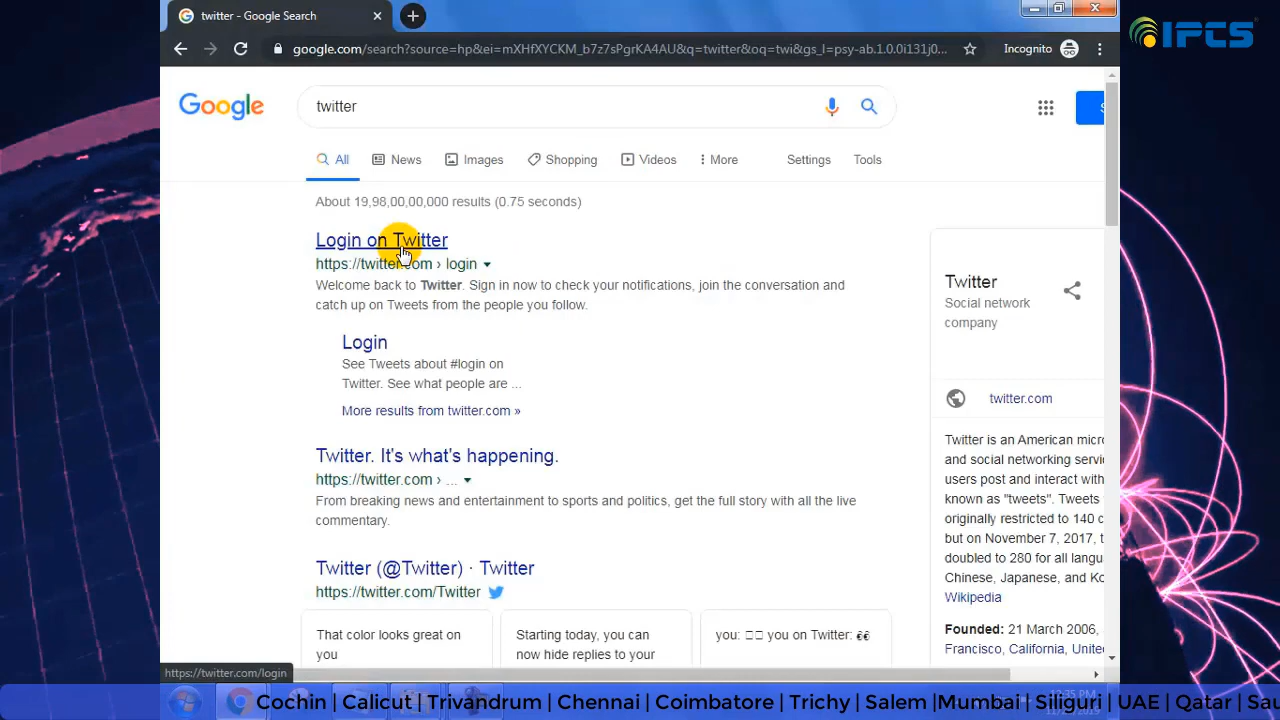 twitter - Google Search
google.com/search?source=hp&ei=mXHfXYCKM_b7z7sPgrKA4AU&q=twitter&oq=twi&gs_l=psy-ab.1.0.0i131j0...
Incognito
IPCS
Google
twitter
S
All
News
Images
Shopping
Videos
More
Settings
Tools
About 19,98,00,00,000 results (0.75 seconds)
Login on Twitter
https://twitter.com › login
Welcome back to Twitter. Sign in now to check your notifications, join the conversation and
catch up on Tweets from the people you follow.
Login
See Tweets about #login on
Twitter. See what people are ...
More results from twitter.com »
Twitter. It's what's happening.
https://twitter.com › ...
From breaking news and entertainment to sports and politics, get the full story with all the live
commentary.
Twitter (@Twitter) · Twitter
https://twitter.com/Twitter
That color looks great on
you
Starting today, you can
now hide replies to your
you: you on Twitter:
Twitter
Social network
company
twitter.com
Twitter is an American micro
and social networking servic
users post and interact with
known as "tweets". Tweets
originally restricted to 140 c
but on November 7, 2017, t
doubled to 280 for all langu
Chinese, Japanese, and Ko
Wikipedia
Founded: 21 March 2006,
Francisco, California, Unite
https://twitter.com/login
Cochin | Calicut | Trivandrum | Chennai | Coimbatore | Trichy | Salem |Mumbai | Siliguri | UAE | Qatar | Sau